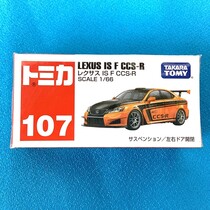 トミカ
107
LEXUS IS F CCS-R
レクサス IS F CCS-R
SCALE 1/66
TAKARA
TOMY
CCS-R
サスペンション/左右ドア開閉